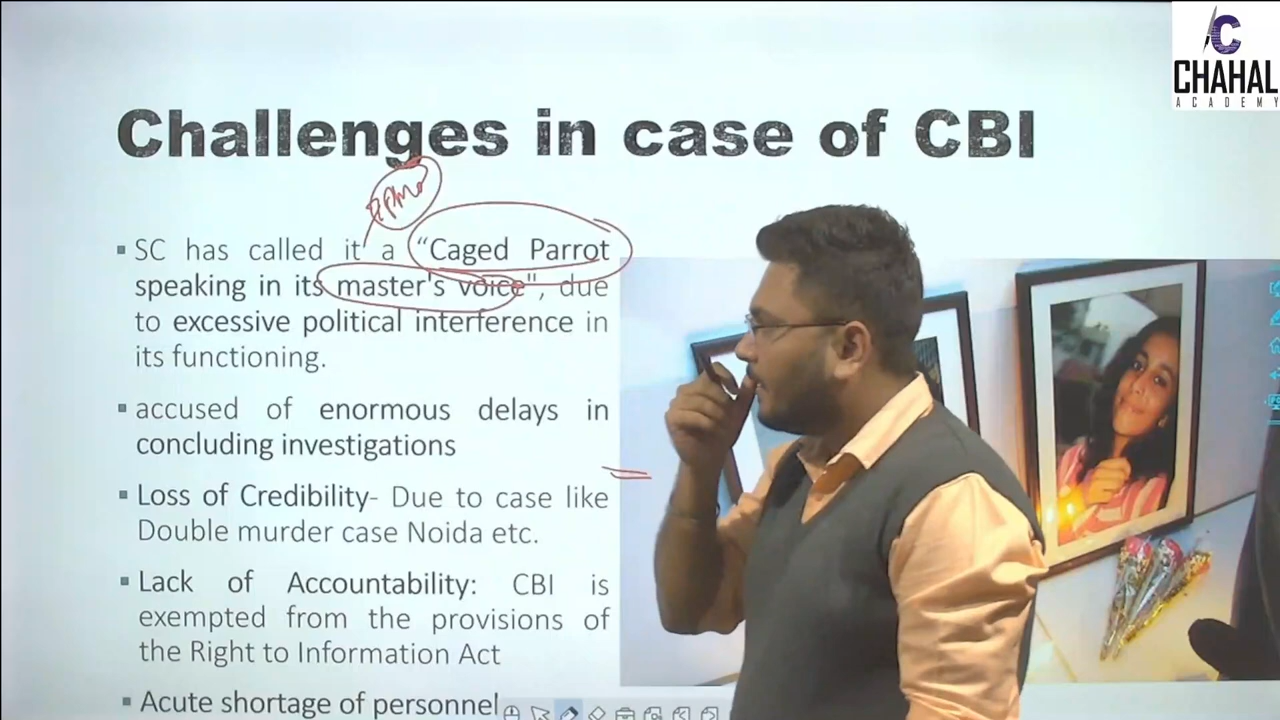 C
CHAHAL
ACADEMY
Challenges in case of CBI
▪ SC has called it a “Caged Parrot
speaking in its master's voice", due
to excessive political interference in
its functioning.
▪ accused of enormous delays in
concluding investigations
▪ Loss of Credibility- Due to case like
Double murder case Noida etc.
▪ Lack of Accountability: CBI is
exempted from the provisions of
the Right to Information Act
▪ Acute shortage of personnel